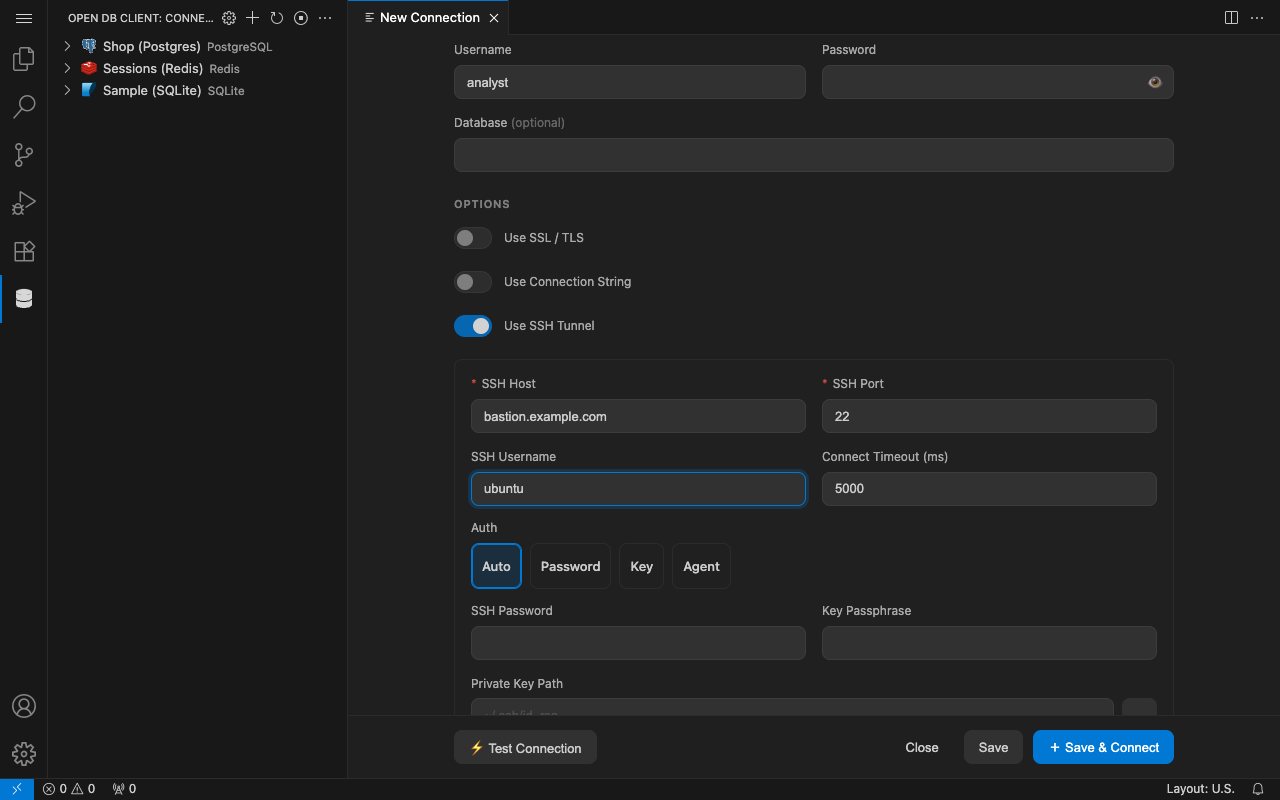 OPEN DB CLIENT: CONNE...
New Connection
Shop (Postgres) PostgreSQL
Sessions (Redis) Redis
Sample (SQLite) SQLite
Username
Password
analyst
Database (optional)
OPTIONS
Use SSL / TLS
Use Connection String
Use SSH Tunnel
* SSH Host
* SSH Port
bastion.example.com
22
SSH Username
Connect Timeout (ms)
ubuntu
5000
Auth
Auto
Password
Key
Agent
SSH Password
Key Passphrase
Private Key Path
Test Connection
Close
Save
+ Save & Connect
0 0 0
Layout: U.S.